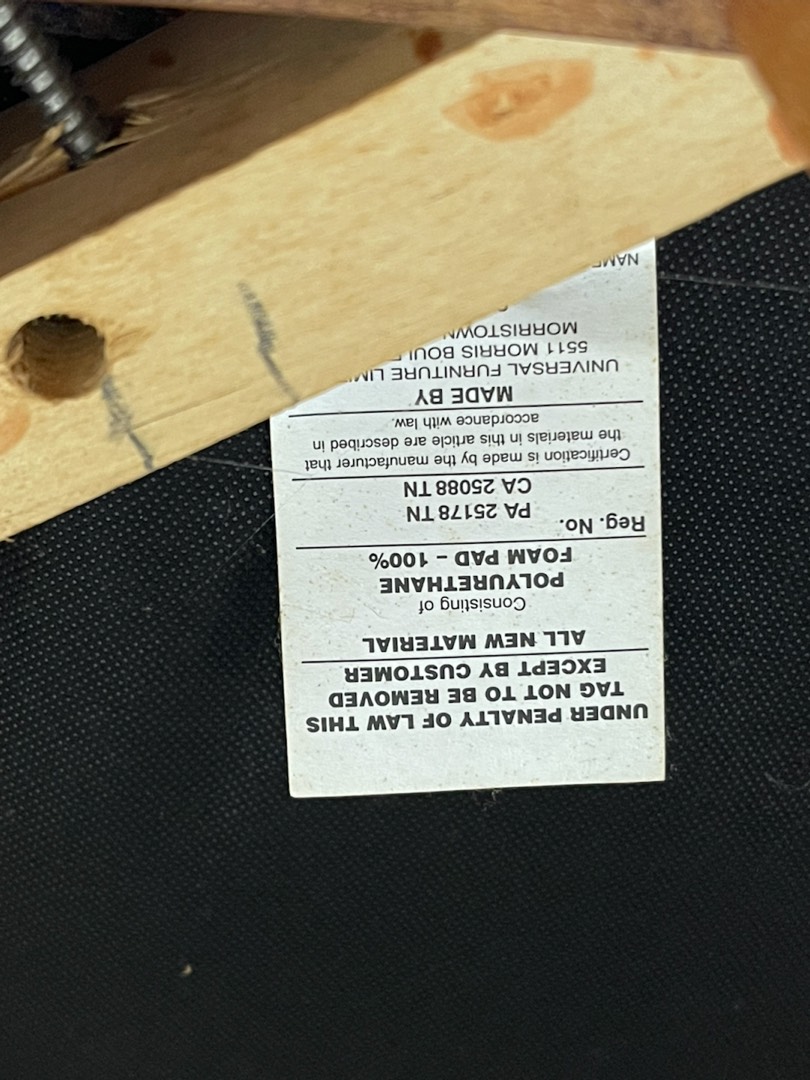 UNDER PENALTY OF LAW THIS
TAG NOT TO BE REMOVED
EXCEPT BY CUSTOMER
ALL NEW MATERIAL
Consisting of
POLYURETHANE
FOAM PAD – 100%
Reg. No.
PA 25178 TN
CA 25088 TN
Certification is made by the manufacturer that
the materials in this article are described in
accordance with law.
MADE BY
UNIVERSAL FURNITURE
5511 MORRIS
MORRISTOWN